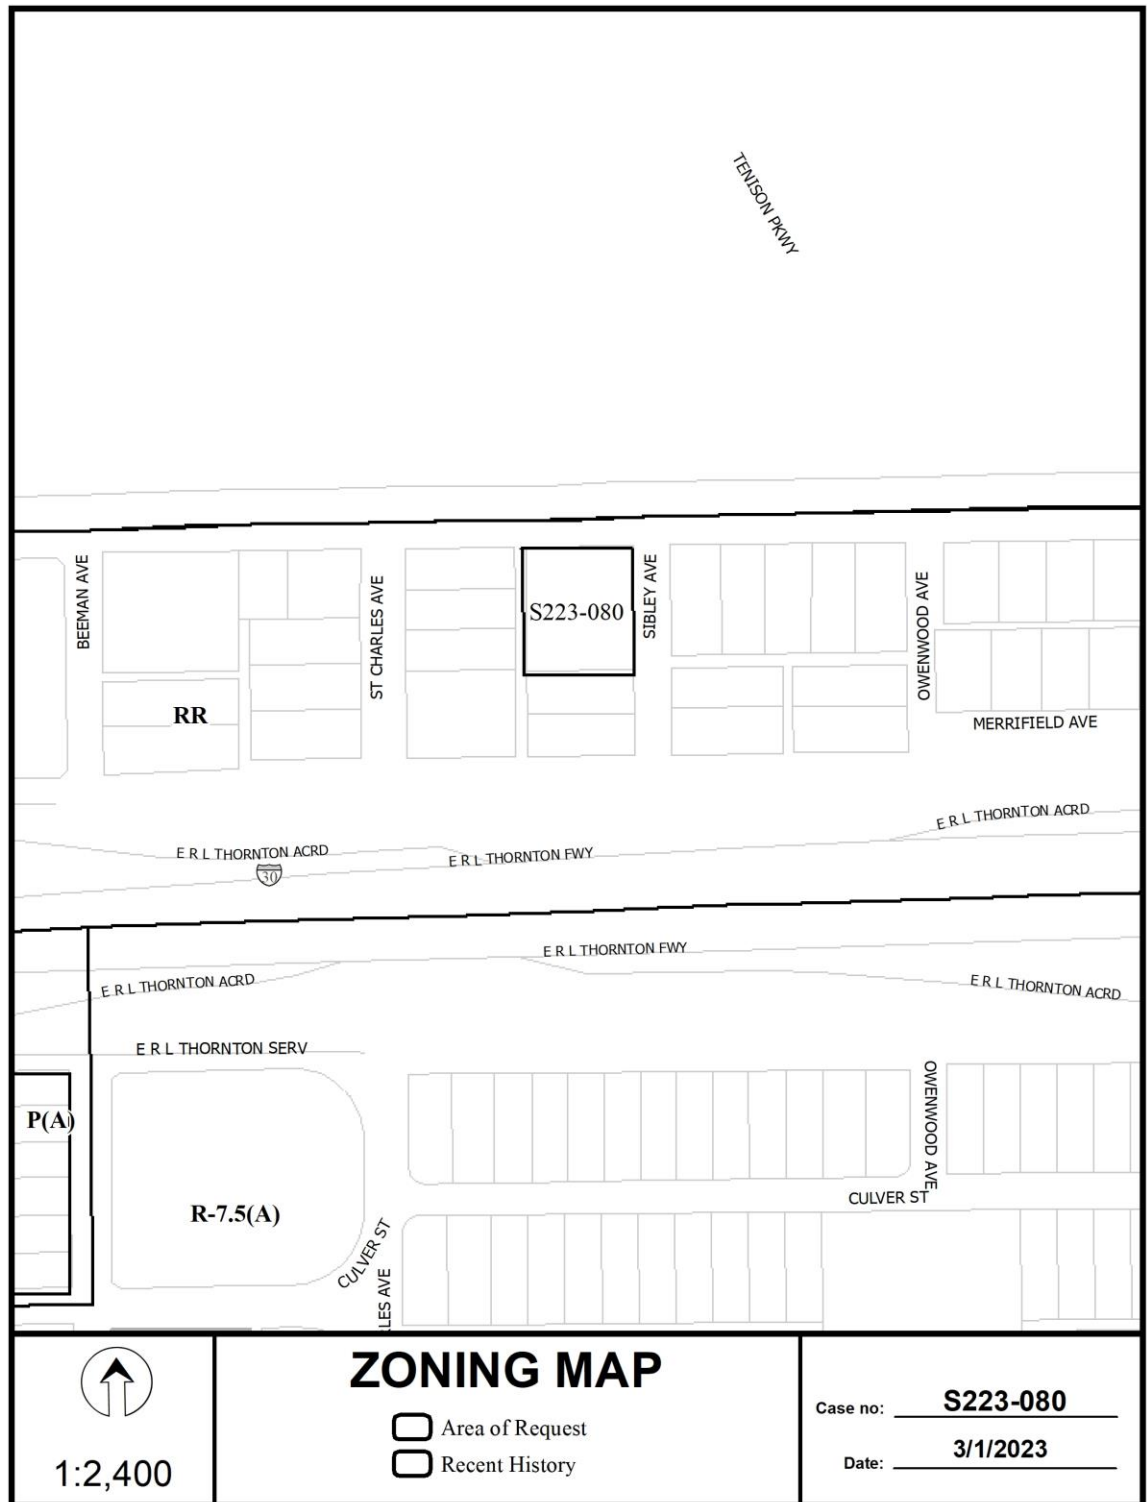 TENISON PKWY
BEEMAN AVE
ST CHARLES AVE
S223-080
SIBLEY AVE
OWENWOOD AVE
RR
MERRIFIELD AVE
E R L THORNTON ACRD
E R L THORNTON ACRD
E R L THORNTON FWY
30
E R L THORNTON FWY
E R L THORNTON ACRD
E R L THORNTON ACRD
E R L THORNTON SERV
P(A)
OWENWOOD AVE
CULVER ST
R-7.5(A)
CULVER ST
LES AVE
1:2,400
ZONING MAP
Area of Request
Recent History
Case no: S223-080
Date: 3/1/2023